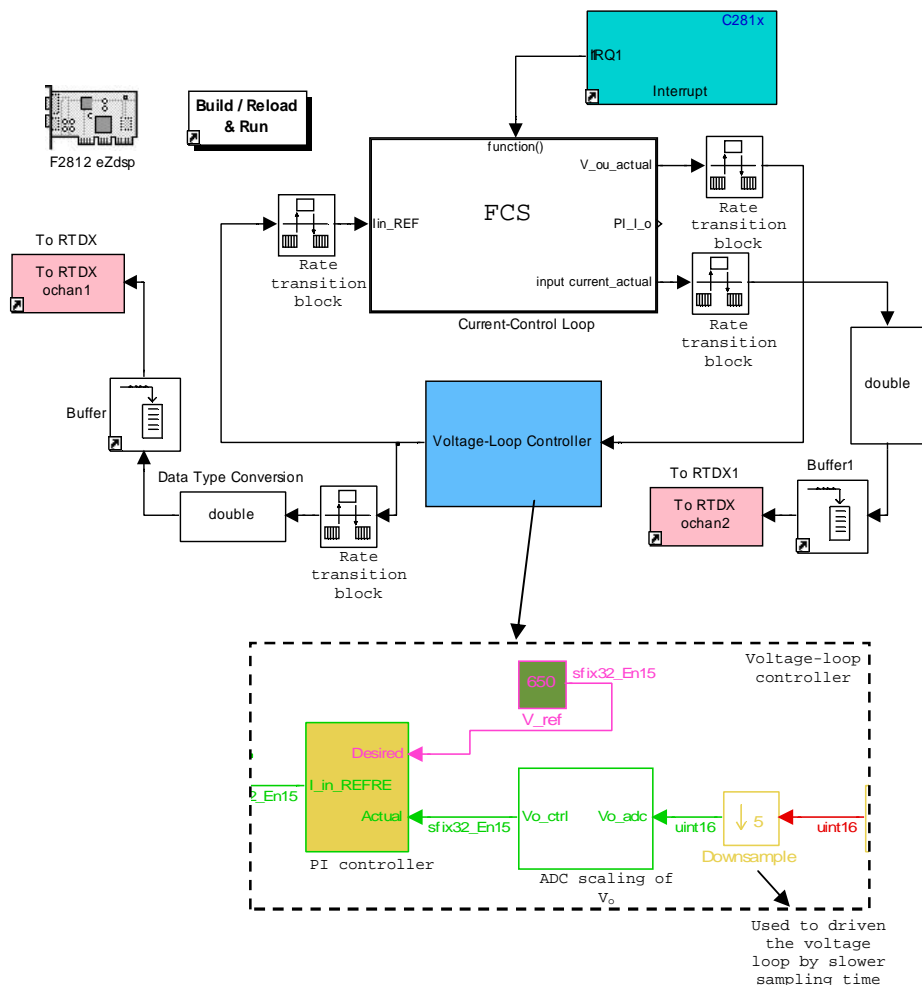 C281x
IRQ1
Interrupt
F2812 eZdsp
Build / Reload
& Run
function()
V_ou_actual
FCS
Iin_REF
PI_I_o
input current_actual
Current-Control Loop
Rate
transition
block
Rate
transition
block
Rate
transition
block
To RTDX
To RTDX
ochan1
double
Buffer
Voltage-Loop Controller
Data Type Conversion
double
Rate
transition
block
To RTDX1
To RTDX
ochan2
Buffer1
Voltage-loop
controller
650
sfix32_En15
V_ref
Desired
I_in_REFRE
2_En15
Actual
sfix32_En15
PI controller
Vo_ctrl
Vo_adc
ADC scaling of
Vo
uint16
5
uint16
Downsample
Used to driven
the voltage
loop by slower
sampling time